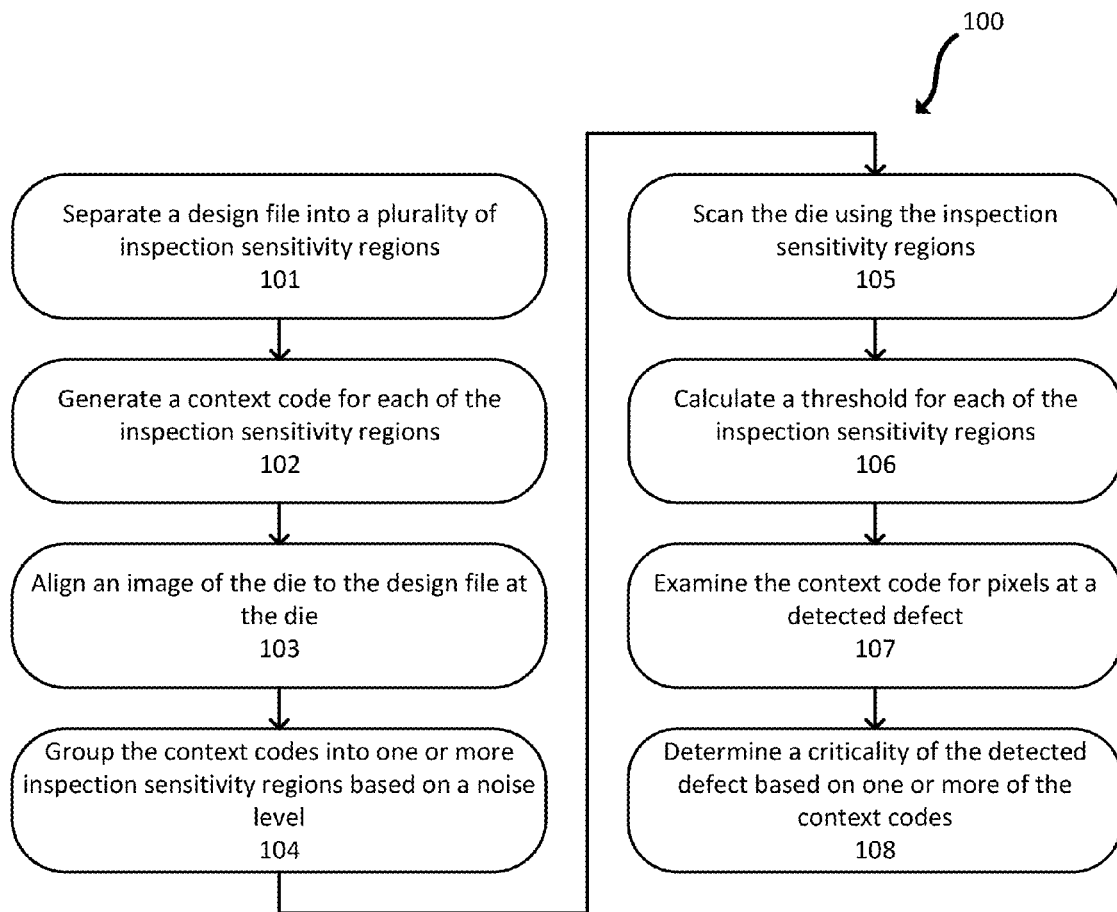 100
Separate a design file into a plurality of
inspection sensitivity regions
101
Generate a context code for each of the
inspection sensitivity regions
102
Align an image of the die to the design file at
the die
103
Group the context codes into one or more
inspection sensitivity regions based on a noise
level
104
Scan the die using the inspection
sensitivity regions
105
Calculate a threshold for each of the
inspection sensitivity regions
106
Examine the context code for pixels at a
detected defect
107
Determine a criticality of the detected
defect based on one or more of the
context codes
108